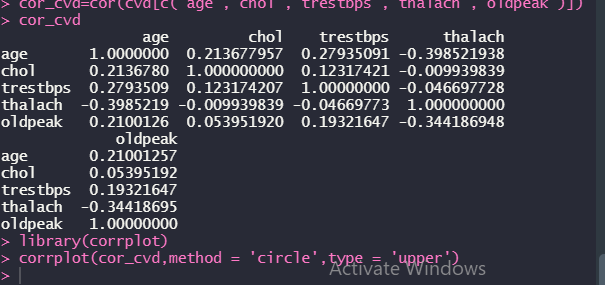 > cor_cvd=cor(cvd[c('age','chol','trestbps','thalach','oldpeak')])
> cor_cvd
                age         chol    trestbps      thalach
age       1.0000000  0.213677957  0.27935091 -0.398521938
chol      0.2136780  1.000000000  0.12317421 -0.009939839
trestbps  0.2793509  0.123174207  1.00000000 -0.046697728
thalach  -0.3985219 -0.009939839 -0.04669773  1.000000000
oldpeak   0.2100126  0.053951920  0.19321647 -0.344186948
             oldpeak
age       0.21001257
chol      0.05395192
trestbps  0.19321647
thalach  -0.34418695
oldpeak   1.00000000
> library(corrplot)
> corrplot(cor_cvd,method = 'circle',type = 'upper')
Activate Windows
>